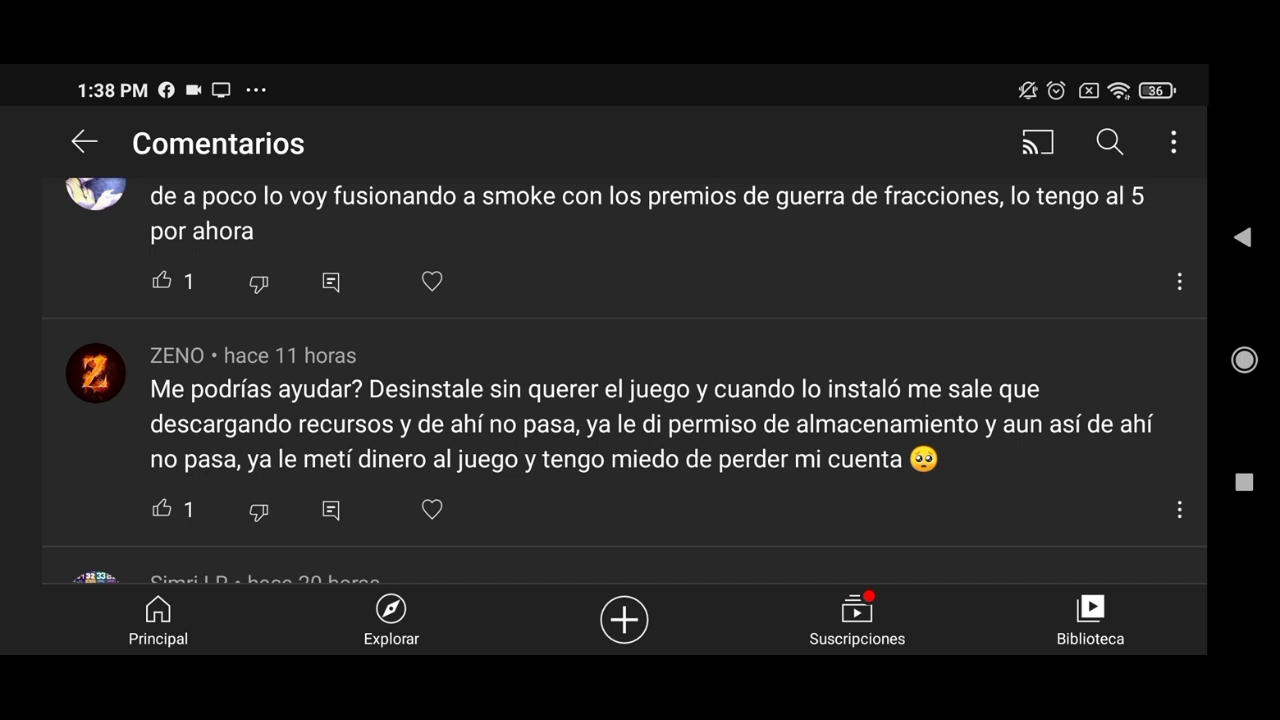 1:38 PM ...
36
Comentarios
de a poco lo voy fusionando a smoke con los premios de guerra de fracciones, lo tengo al 5
por ahora
1
ZENO • hace 11 horas
Me podrías ayudar? Desinstale sin querer el juego y cuando lo instaló me sale que
descargando recursos y de ahí no pasa, ya le di permiso de almacenamiento y aun así de ahí
no pasa, ya le metí dinero al juego y tengo miedo de perder mi cuenta 🥺
1
hace 20 horas
Principal
Explorar
Suscripciones
Biblioteca